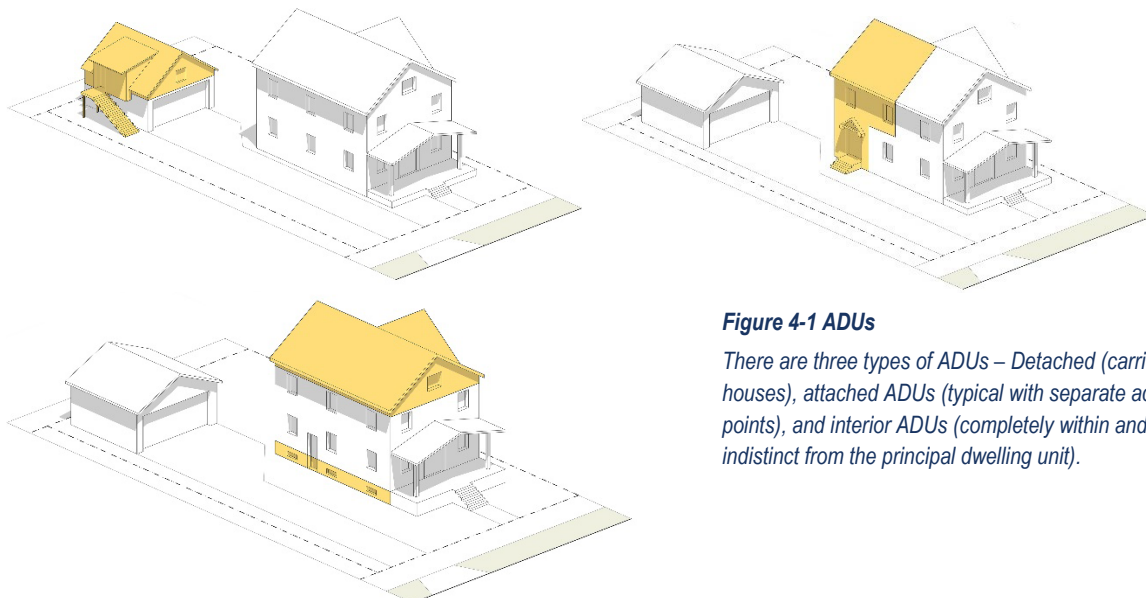 Figure 4-1 ADUs
There are three types of ADUs – Detached (carri
houses), attached ADUs (typical with separate ac
points), and interior ADUs (completely within and
indistinct from the principal dwelling unit).